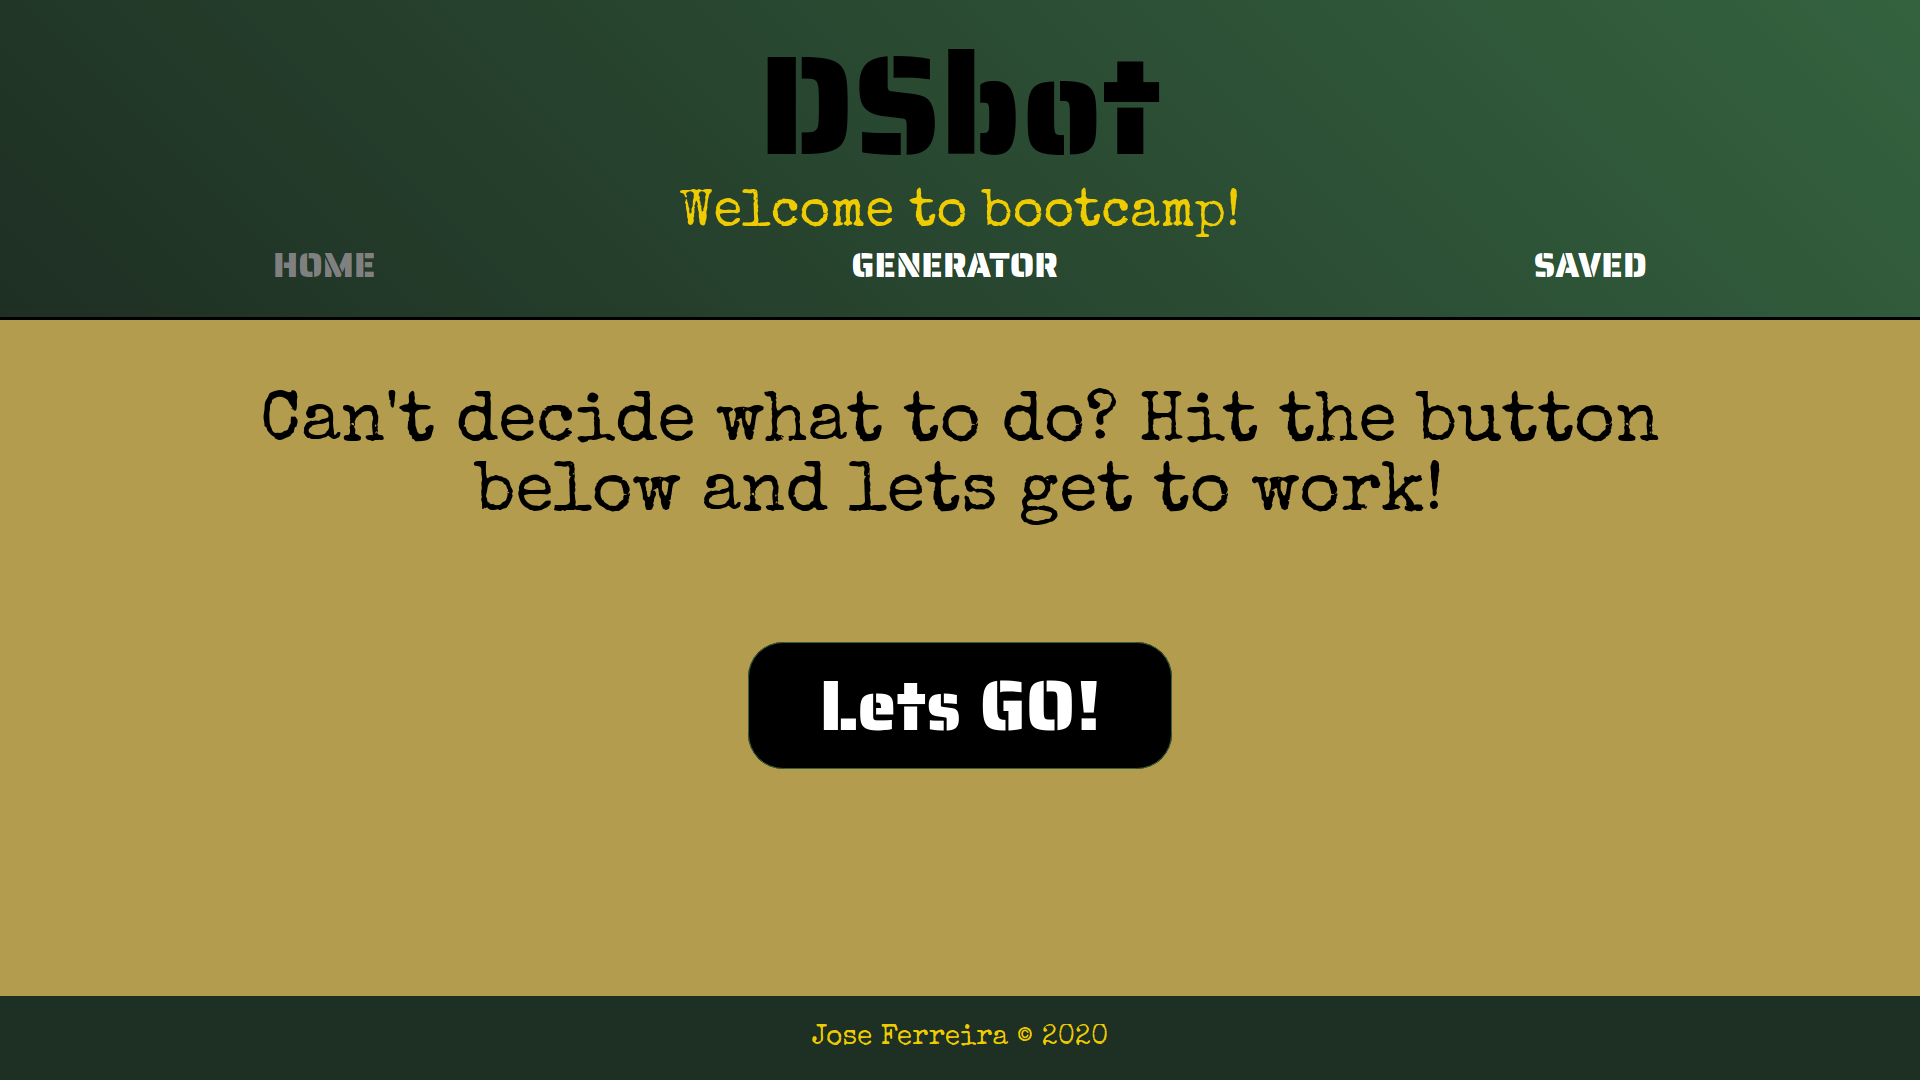 DSbot
Welcome to bootcamp!
HOME GENERATOR SAVED
Can't decide what to do? Hit the button
below and lets get to work!
Lets GO!
Jose Ferreira © 2020